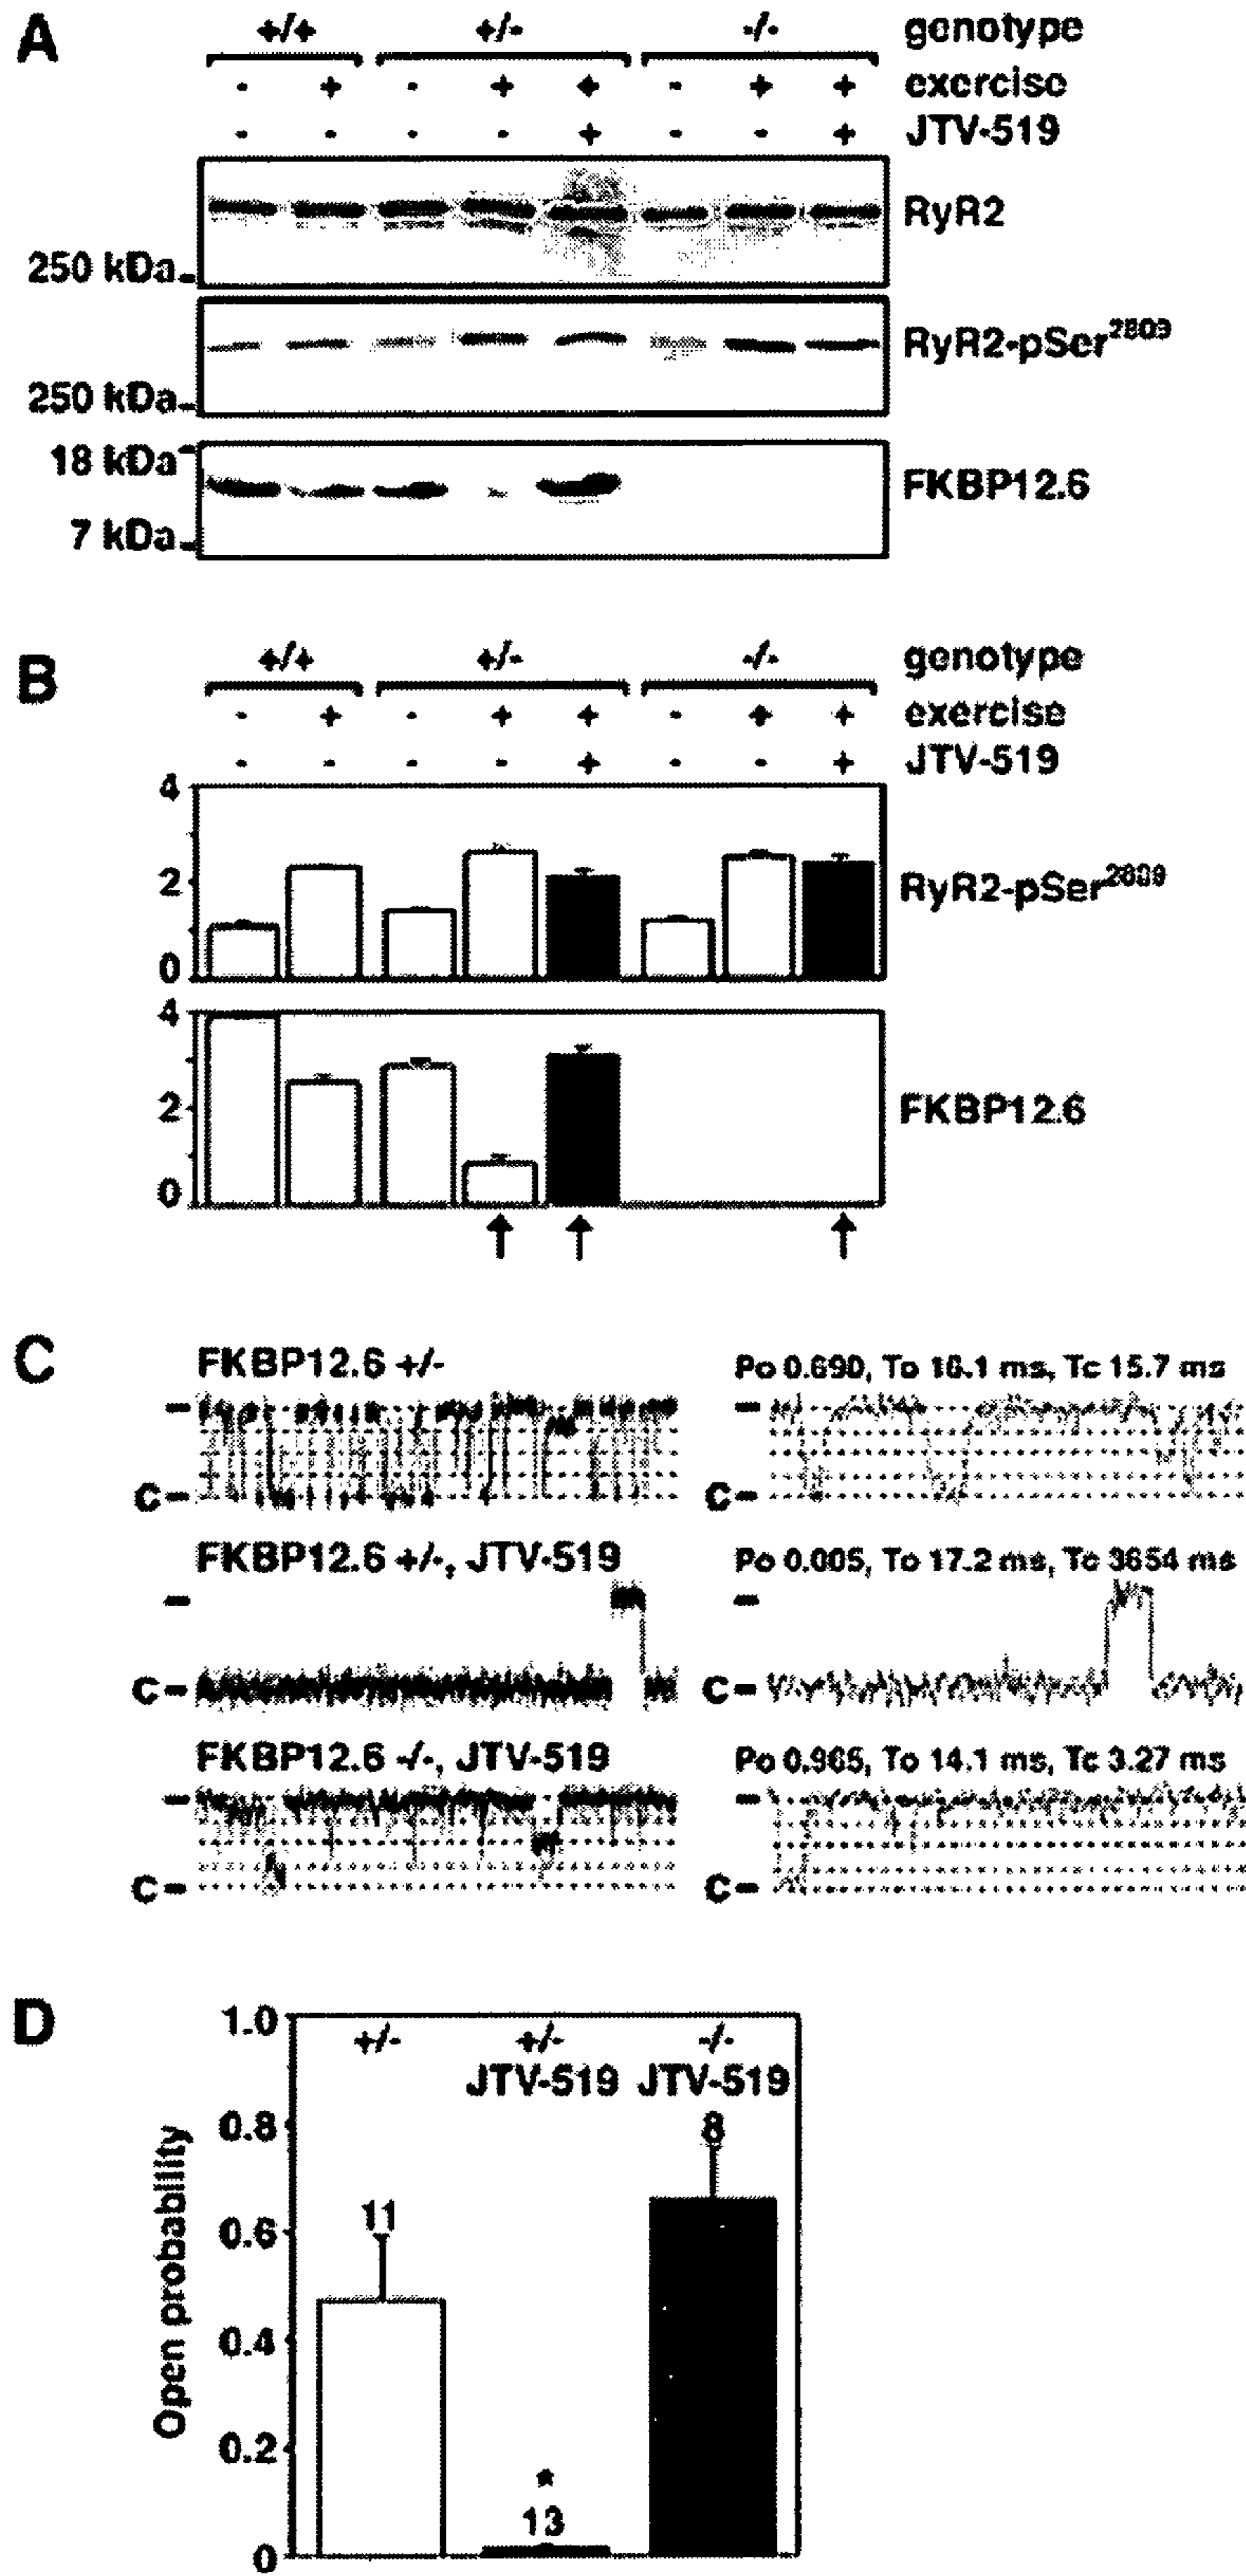 A
+/+ +/- -/- genotype
- + - + + - + + exercise
- - - - + - - + JTV-519
RyR2
250 kDa
RyR2-pSer2809
250 kDa
18 kDa
FKBP12.6
7 kDa
B
+/+ +/- -/- genotype
- + - + + - + + exercise
- - - - + - - + JTV-519
4
2
0
RyR2-pSer2809
4
2
0
FKBP12.6
C
FKBP12.6 +/- Po 0.690, To 16.1 ms, Tc 15.7 ms
C C
FKBP12.6 +/-, JTV-519 Po 0.005, To 17.2 ms, Tc 3654 ms
C C
FKBP12.6 -/-, JTV-519 Po 0.965, To 14.1 ms, Tc 3.27 ms
C C
D
1.0
+/- +/- -/-
JTV-519 JTV-519
0.8
8
11
0.6
Open probability
0.4
0.2
*
13
0